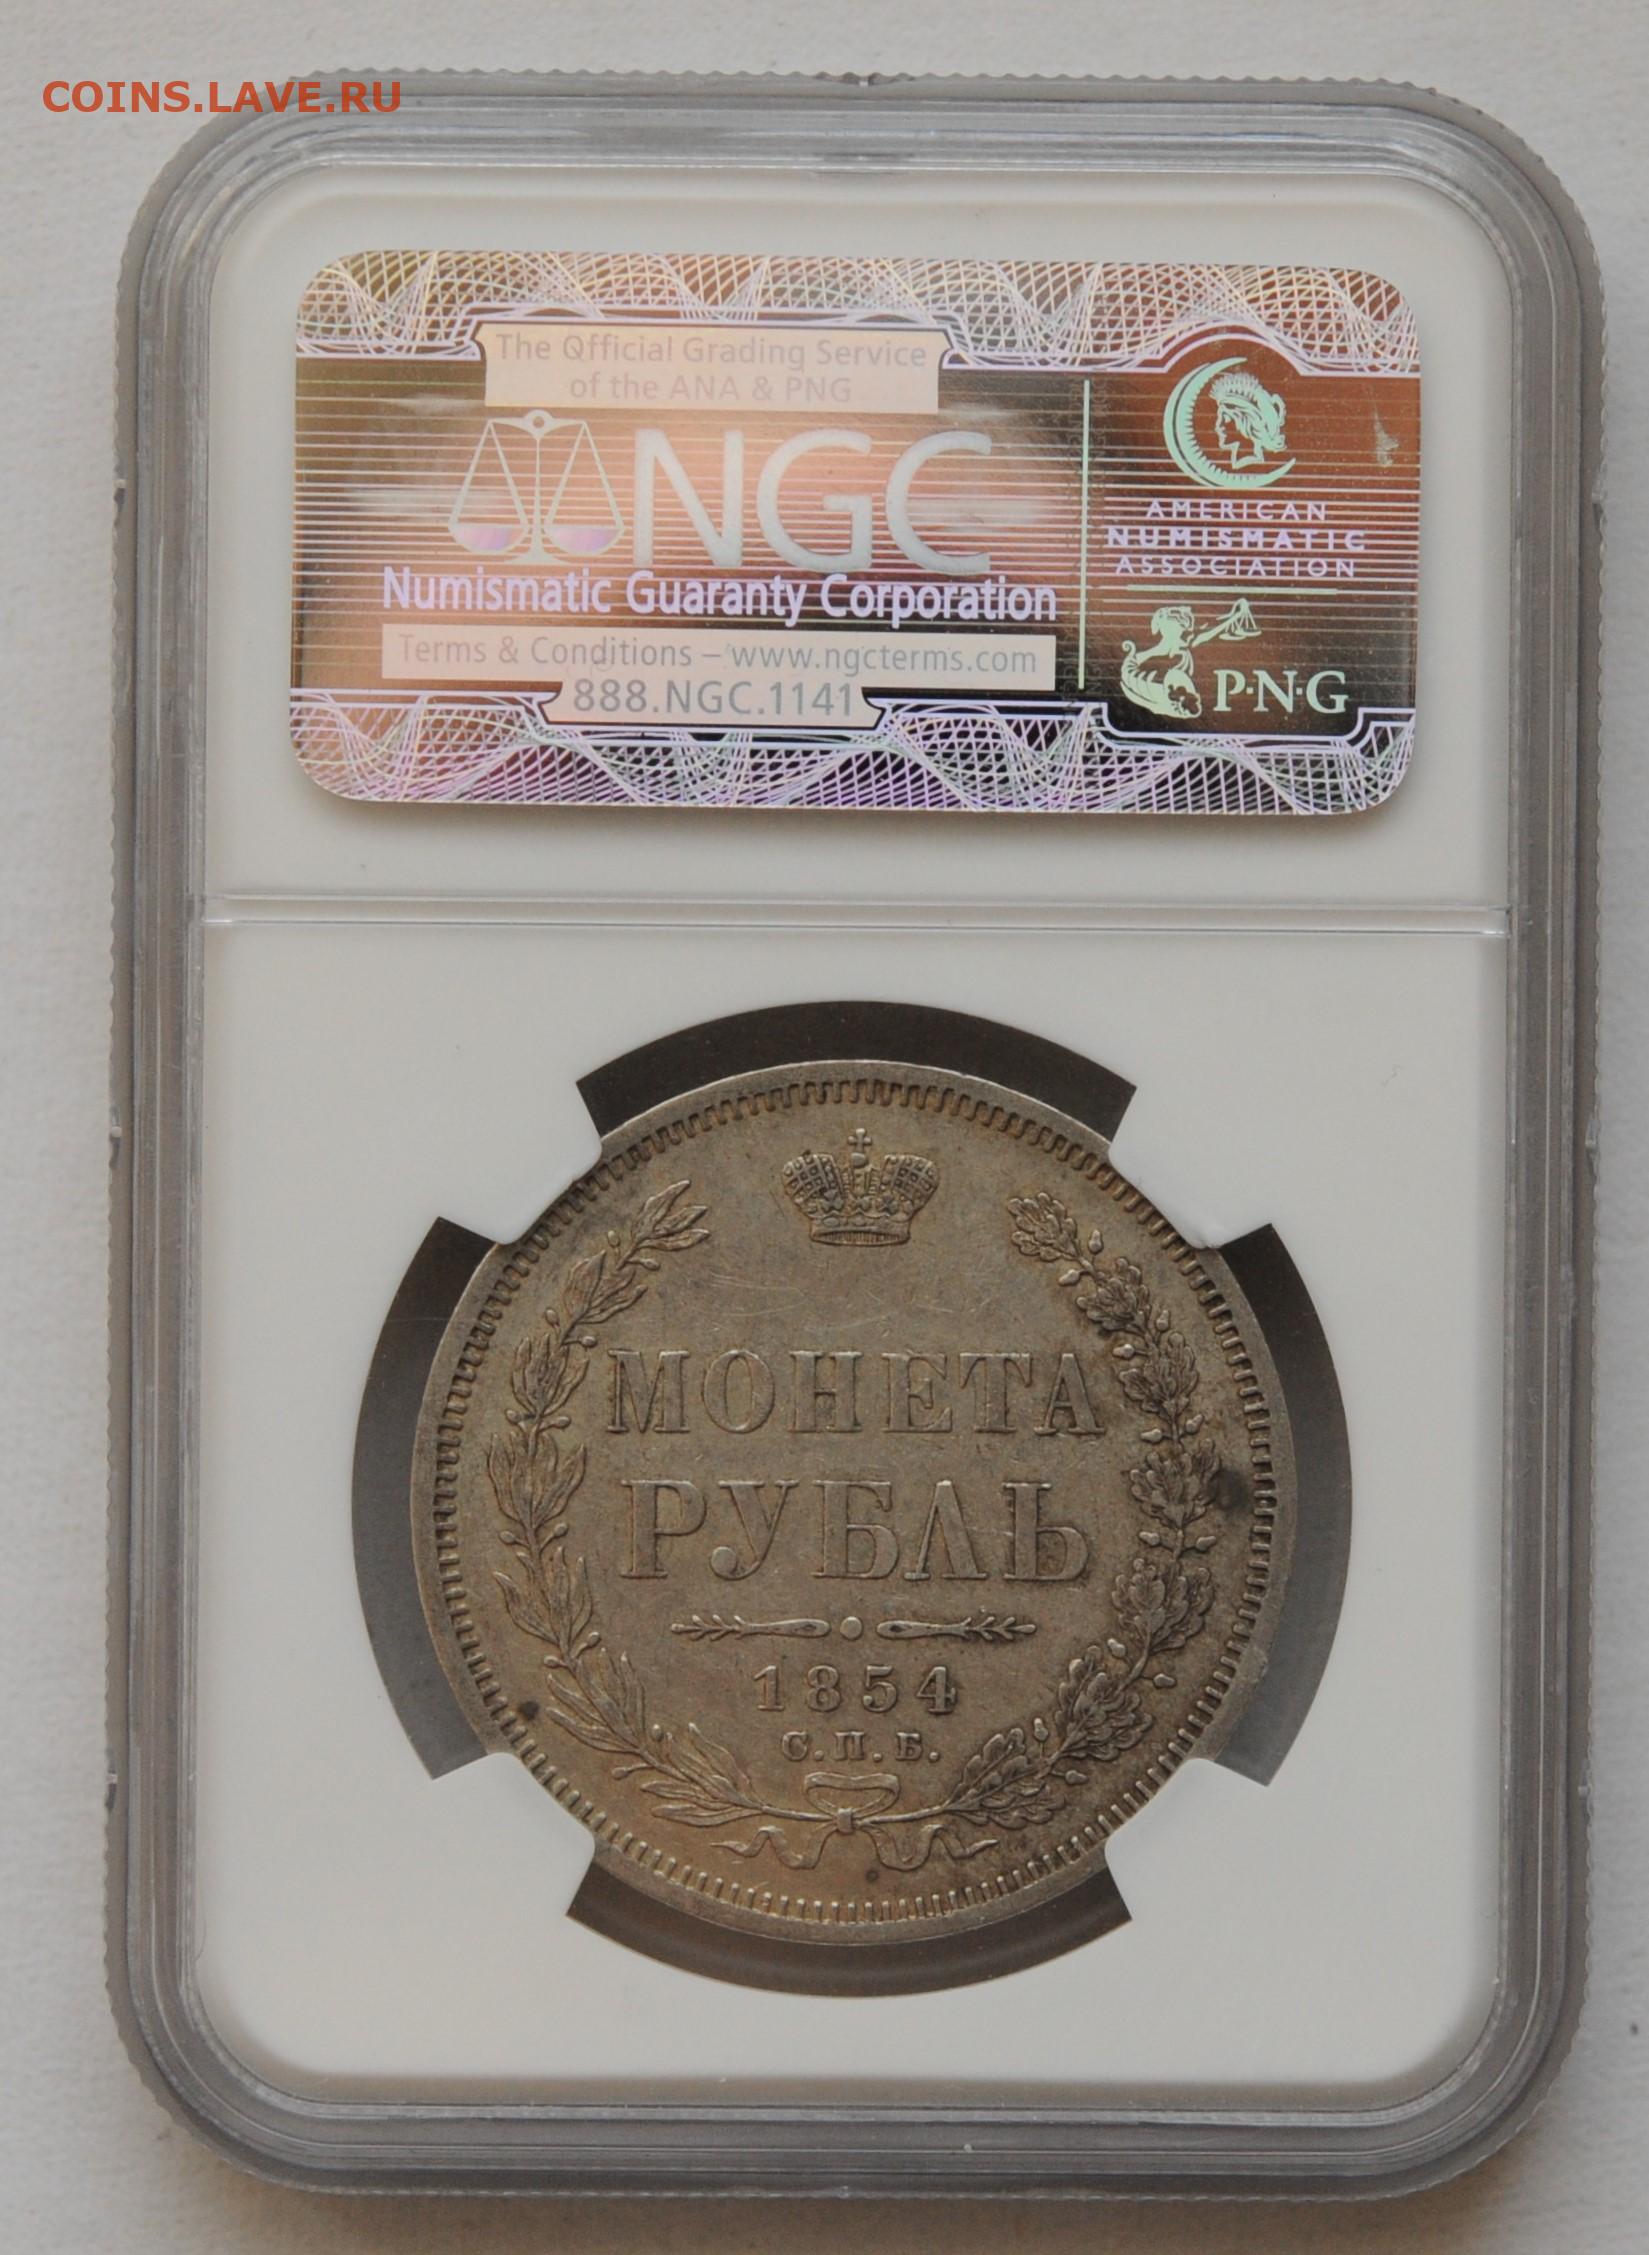 COINS.LAVE.RU
The Official Grading Service
of the ANA & PNG
NGC
Numismatic Guaranty Corporation
Terms & Conditions – www.ngcterms.com
888.NGC.1141
AMERICAN
NUMISMATIC
ASSOCIATION
P·N·G
МОНЕТА
РУБЛЬ
1854
С.П.Б.